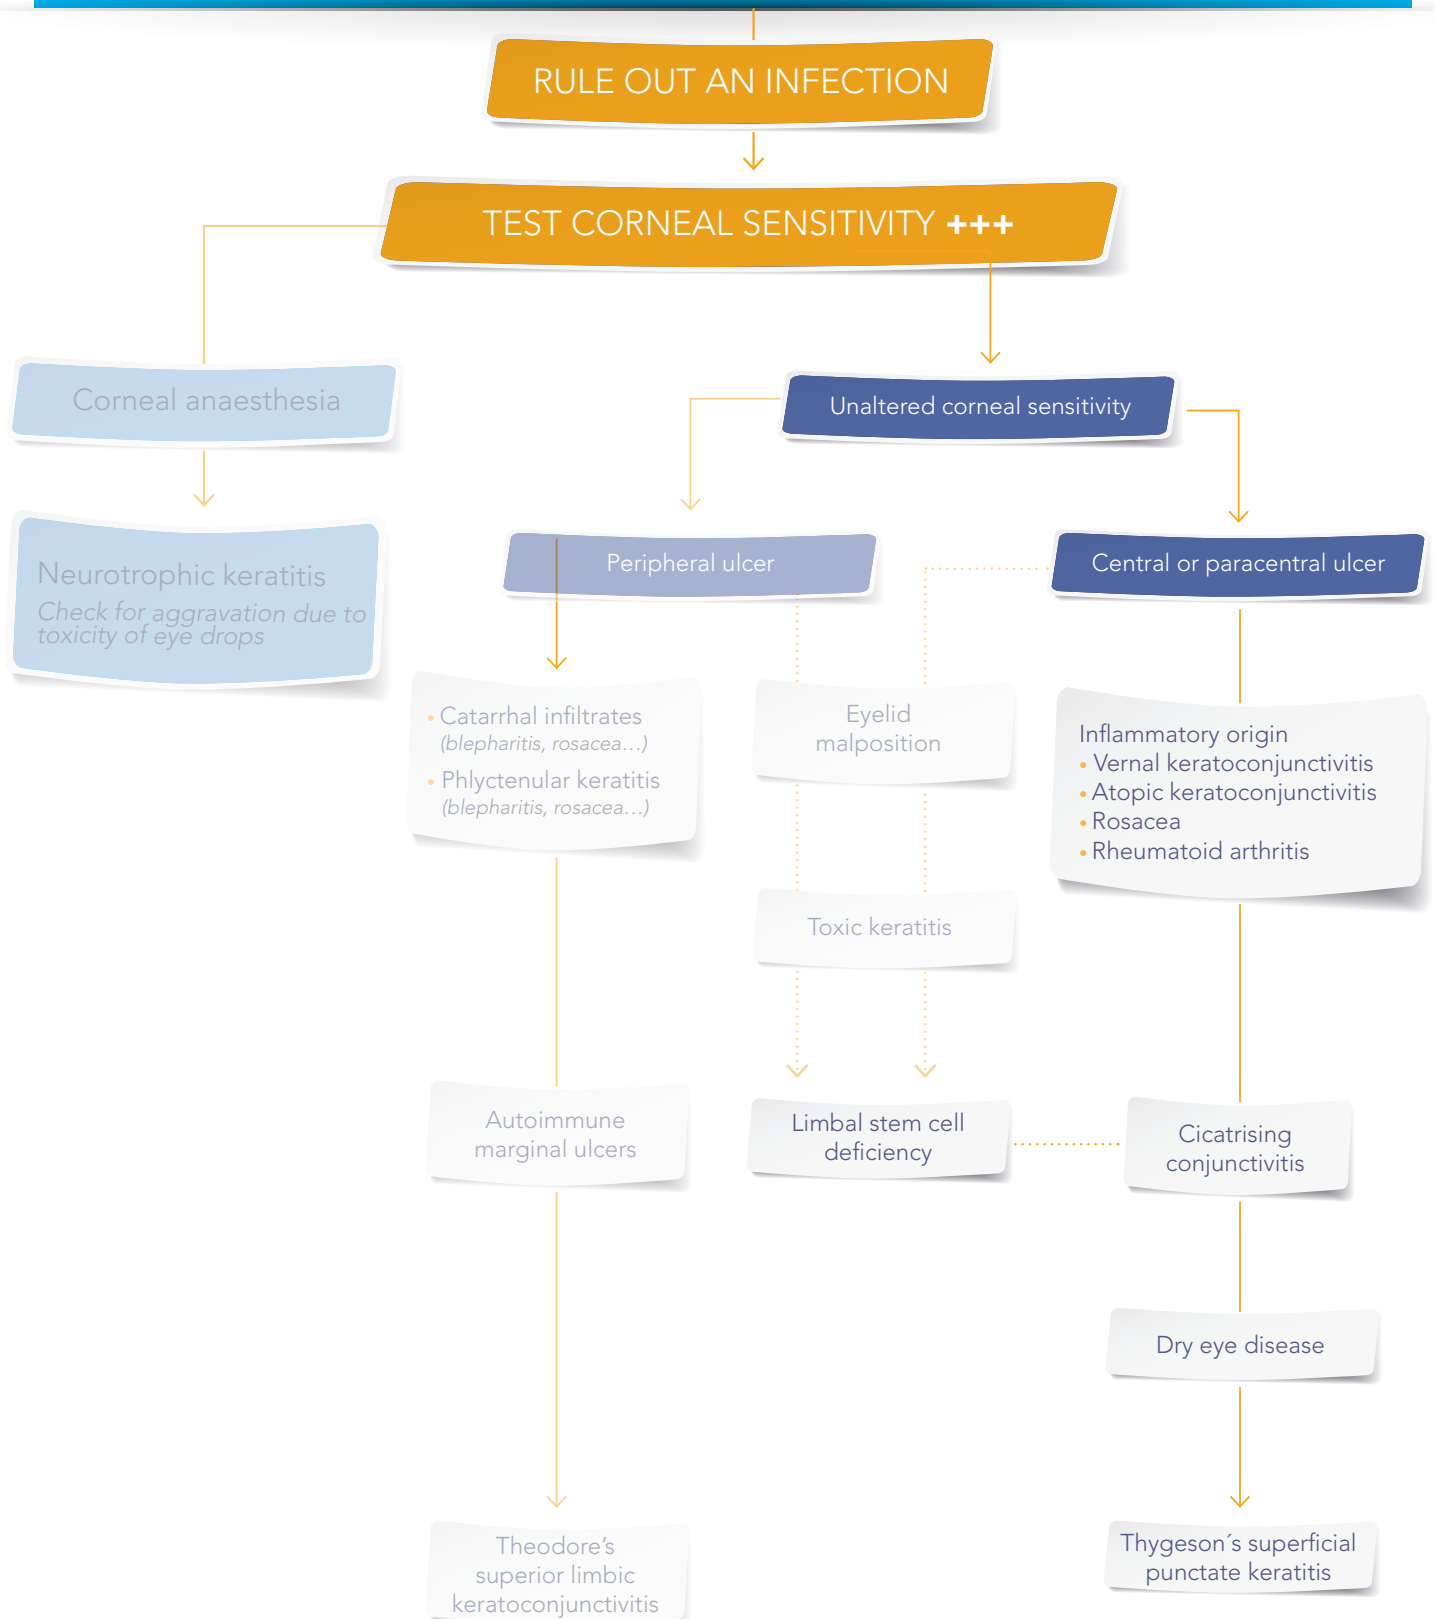 RULE OUT AN INFECTION
TEST CORNEAL SENSITIVITY +++
Corneal anaesthesia
Unaltered corneal sensitivity
Neurotrophic keratitis
Check for aggravation due to
toxicity of eye drops
Peripheral ulcer
Central or paracentral ulcer
• Catarrhal infiltrates
(blepharitis, rosacea…)
• Phlyctenular keratitis
(blepharitis, rosacea…)
Eyelid
malposition
Inflammatory origin
• Vernal keratoconjunctivitis
• Atopic keratoconjunctivitis
• Rosacea
• Rheumatoid arthritis
Toxic keratitis
Autoimmune
marginal ulcers
Limbal stem cell
deficiency
Cicatrising
conjunctivitis
Dry eye disease
Theodore’s
superior limbic
keratoconjunctivitis
Thygeson´s superficial
punctate keratitis